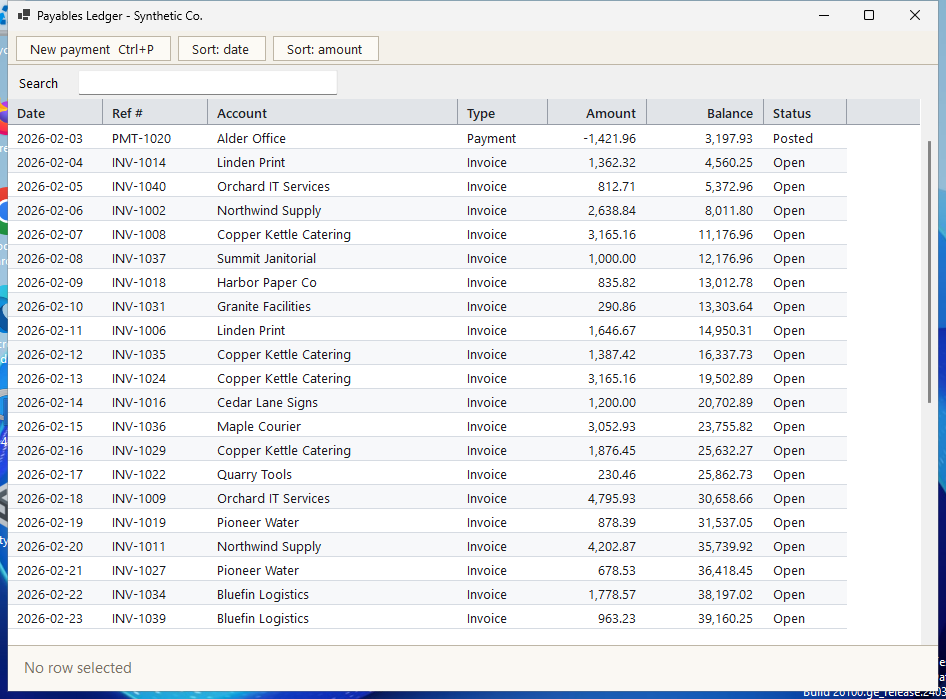 Payables Ledger - Synthetic Co.
New payment Ctrl+P Sort: date Sort: amount
Search
Date Ref # Account Type Amount Balance Status
2026-02-03 PMT-1020 Alder Office Payment -1,421.96 3,197.93 Posted
2026-02-04 INV-1014 Linden Print Invoice 1,362.32 4,560.25 Open
2026-02-05 INV-1040 Orchard IT Services Invoice 812.71 5,372.96 Open
2026-02-06 INV-1002 Northwind Supply Invoice 2,638.84 8,011.80 Open
2026-02-07 INV-1008 Copper Kettle Catering Invoice 3,165.16 11,176.96 Open
2026-02-08 INV-1037 Summit Janitorial Invoice 1,000.00 12,176.96 Open
2026-02-09 INV-1018 Harbor Paper Co Invoice 835.82 13,012.78 Open
2026-02-10 INV-1031 Granite Facilities Invoice 290.86 13,303.64 Open
2026-02-11 INV-1006 Linden Print Invoice 1,646.67 14,950.31 Open
2026-02-12 INV-1035 Copper Kettle Catering Invoice 1,387.42 16,337.73 Open
2026-02-13 INV-1024 Copper Kettle Catering Invoice 3,165.16 19,502.89 Open
2026-02-14 INV-1016 Cedar Lane Signs Invoice 1,200.00 20,702.89 Open
2026-02-15 INV-1036 Maple Courier Invoice 3,052.93 23,755.82 Open
2026-02-16 INV-1029 Copper Kettle Catering Invoice 1,876.45 25,632.27 Open
2026-02-17 INV-1022 Quarry Tools Invoice 230.46 25,862.73 Open
2026-02-18 INV-1009 Orchard IT Services Invoice 4,795.93 30,658.66 Open
2026-02-19 INV-1019 Pioneer Water Invoice 878.39 31,537.05 Open
2026-02-20 INV-1011 Northwind Supply Invoice 4,202.87 35,739.92 Open
2026-02-21 INV-1027 Pioneer Water Invoice 678.53 36,418.45 Open
2026-02-22 INV-1034 Bluefin Logistics Invoice 1,778.57 38,197.02 Open
2026-02-23 INV-1039 Bluefin Logistics Invoice 963.23 39,160.25 Open
No row selected